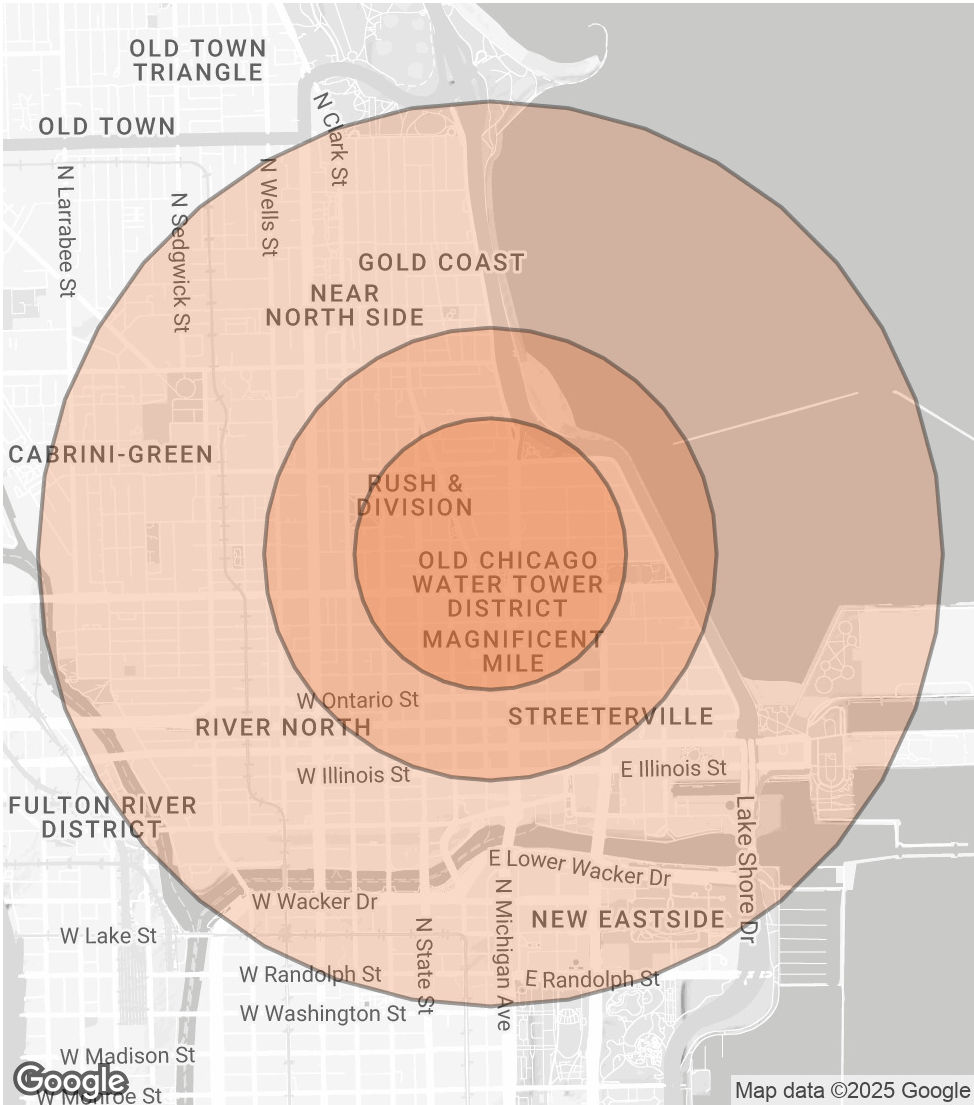 OLD TOWN
TRIANGLE
OLD TOWN
N Clark St
N Larrabee St
N Sedgwick St
N Wells St
GOLD COAST
NEAR
NORTH SIDE
CABRINI-GREEN
RUSH &
DIVISION
OLD CHICAGO
WATER TOWER
DISTRICT
MAGNIFICENT
MILE
W Ontario St
RIVER NORTH
STREETERVILLE
W Illinois St
E Illinois St
FULTON RIVER
DISTRICT
Lake Shore Dr
E Lower Wacker Dr
W Wacker Dr
N Michigan Ave
NEW EASTSIDE
N State St
W Lake St
W Randolph St
E Randolph St
W Washington St
W Madison St
Google
W Monroe St
Map data ©2025 Google